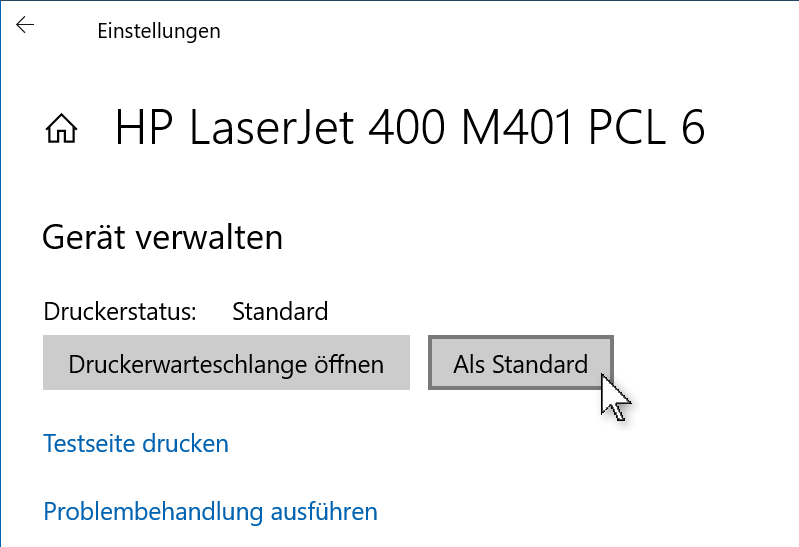 Einstellungen
HP LaserJet 400 M401 PCL 6
Gerät verwalten
Druckerstatus: Standard
Druckerwarteschlange öffnen Als Standard
Testseite drucken
Problembehandlung ausführen